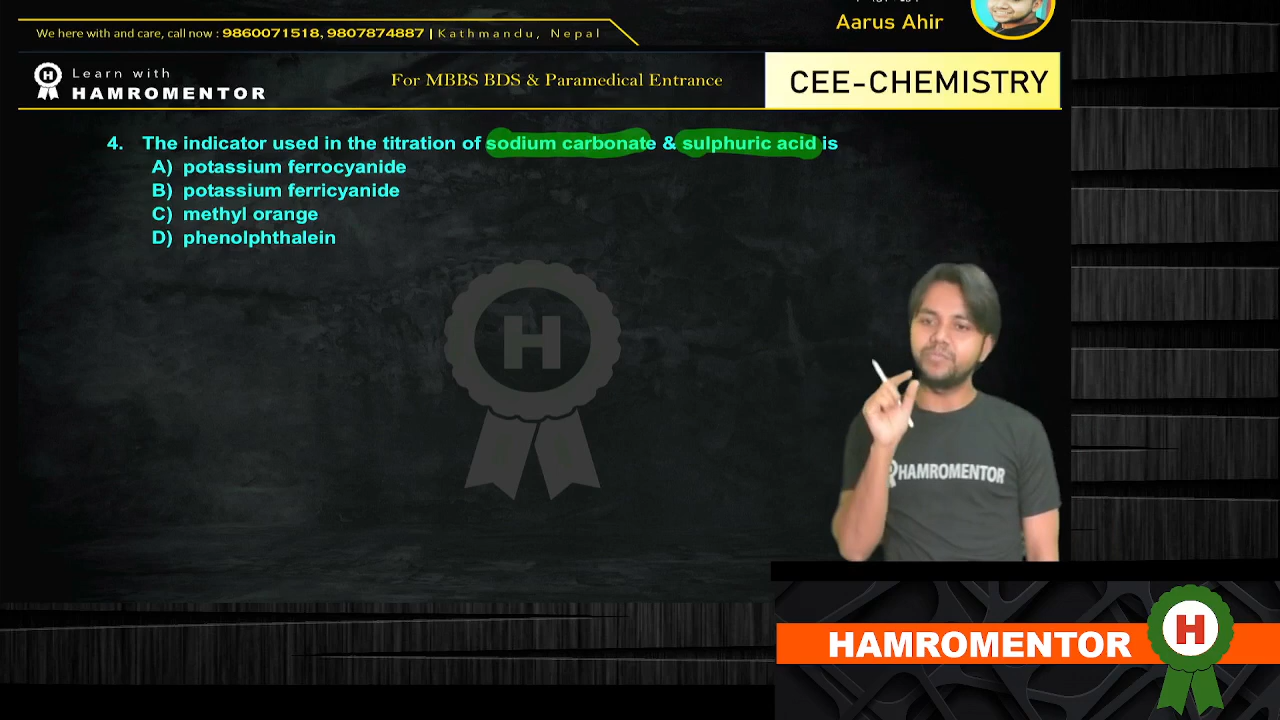 Aarus Ahir
We here with and care, call now : 9860071518, 9807874887 | Kathmandu, Nepal
Learn with
HAMROMENTOR
For MBBS BDS & Paramedical Entrance
CEE-CHEMISTRY
4. The indicator used in the titration of sodium carbonate & sulphuric acid is
A) potassium ferrocyanide
B) potassium ferricyanide
C) methyl orange
D) phenolphthalein
H
HAMROMENTOR
HAMROMENTOR
H